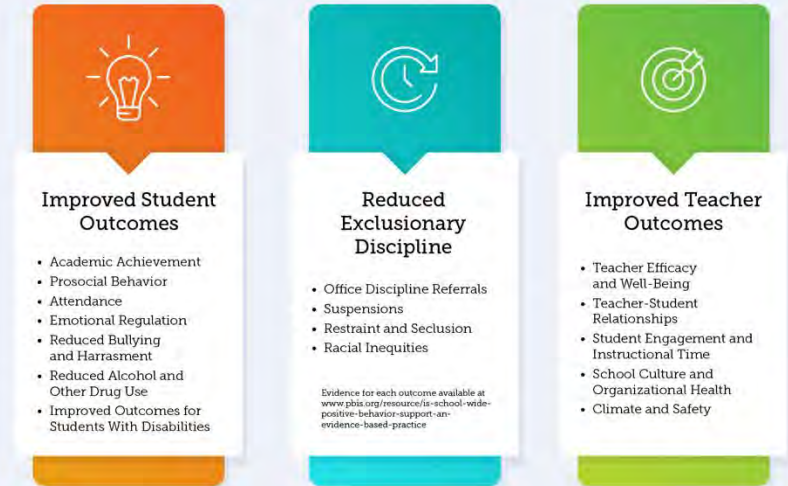 Improved Student
Outcomes
• Academic Achievement
• Prosocial Behavior
• Attendance
• Emotional Regulation
• Reduced Bullying
and Harrasment
• Reduced Alcohol and
Other Drug Use
• Improved Outcomes for
Students With Disabilities
Reduced
Exclusionary
Discipline
• Office Discipline Referrals
• Suspensions
• Restraint and Seclusion
• Racial Inequities
Evidence for each outcome available at
www.pbis.org/resource/is-school-wide-
positive-behavior-support-an-
evidence-based-practice
Improved Teacher
Outcomes
• Teacher Efficacy
and Well-Being
• Teacher-Student
Relationships
• Student Engagement and
Instructional Time
• School Culture and
Organizational Health
• Climate and Safety